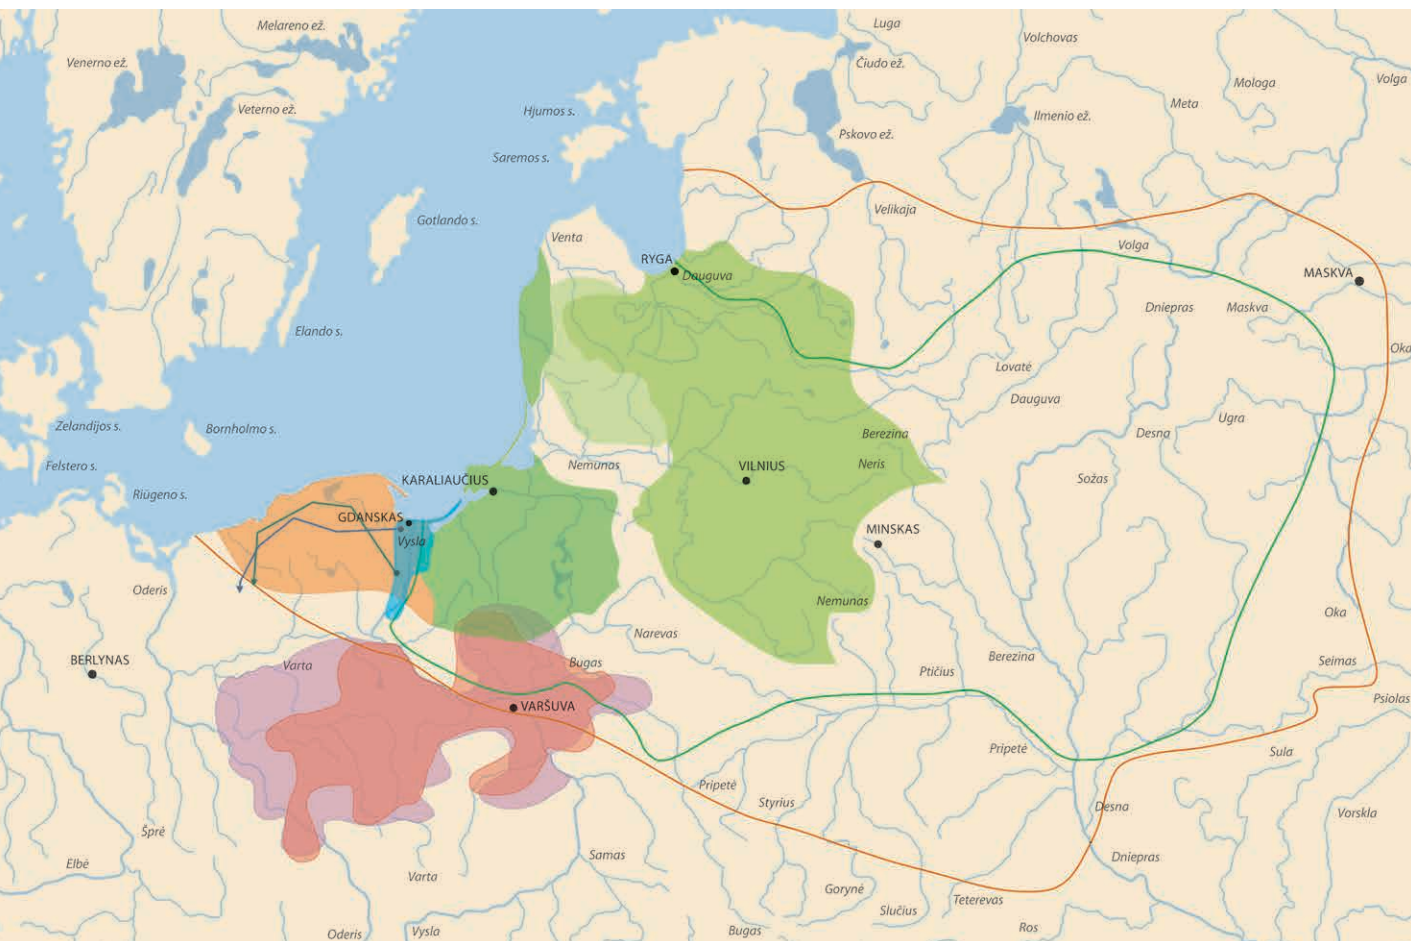 Luga
Melareno ež.
Volchovas
Venerno ež.
Čiudo ež.
Volga
Mologa
Meta
Veterno ež.
Hjumos s.
Ilmenio ež.
Pskovo ež.
Saremos s.
Velikaja
Gotlando s.
Venta
Volga
RYGA
Dauguva
MASKVA
Dniepras
Maskva
Elando s.
Oka
Lovatė
Dauguva
Ugra
Zelandijos s.
Bornholmo s.
Berezina
Desna
Felstero s.
Nemunas
VILNIUS
Neris
KARALIAUČIUS
Sožas
Riūgeno s.
GDANSKAS
MINSKAS
Vysla
Oderis
Nemunas
Oka
Narevas
BERLYNAS
Varta
Bugas
Berezina
Seimas
Ptičius
Psiolas
VARŠUVA
Pripetė
Sula
Pripetė
Styrius
Desna
Vorskla
Šprė
Elbė
Samas
Dniepras
Varta
Gorynė
Teterevas
Slučius
Oderis
Vysla
Bugas
Ros